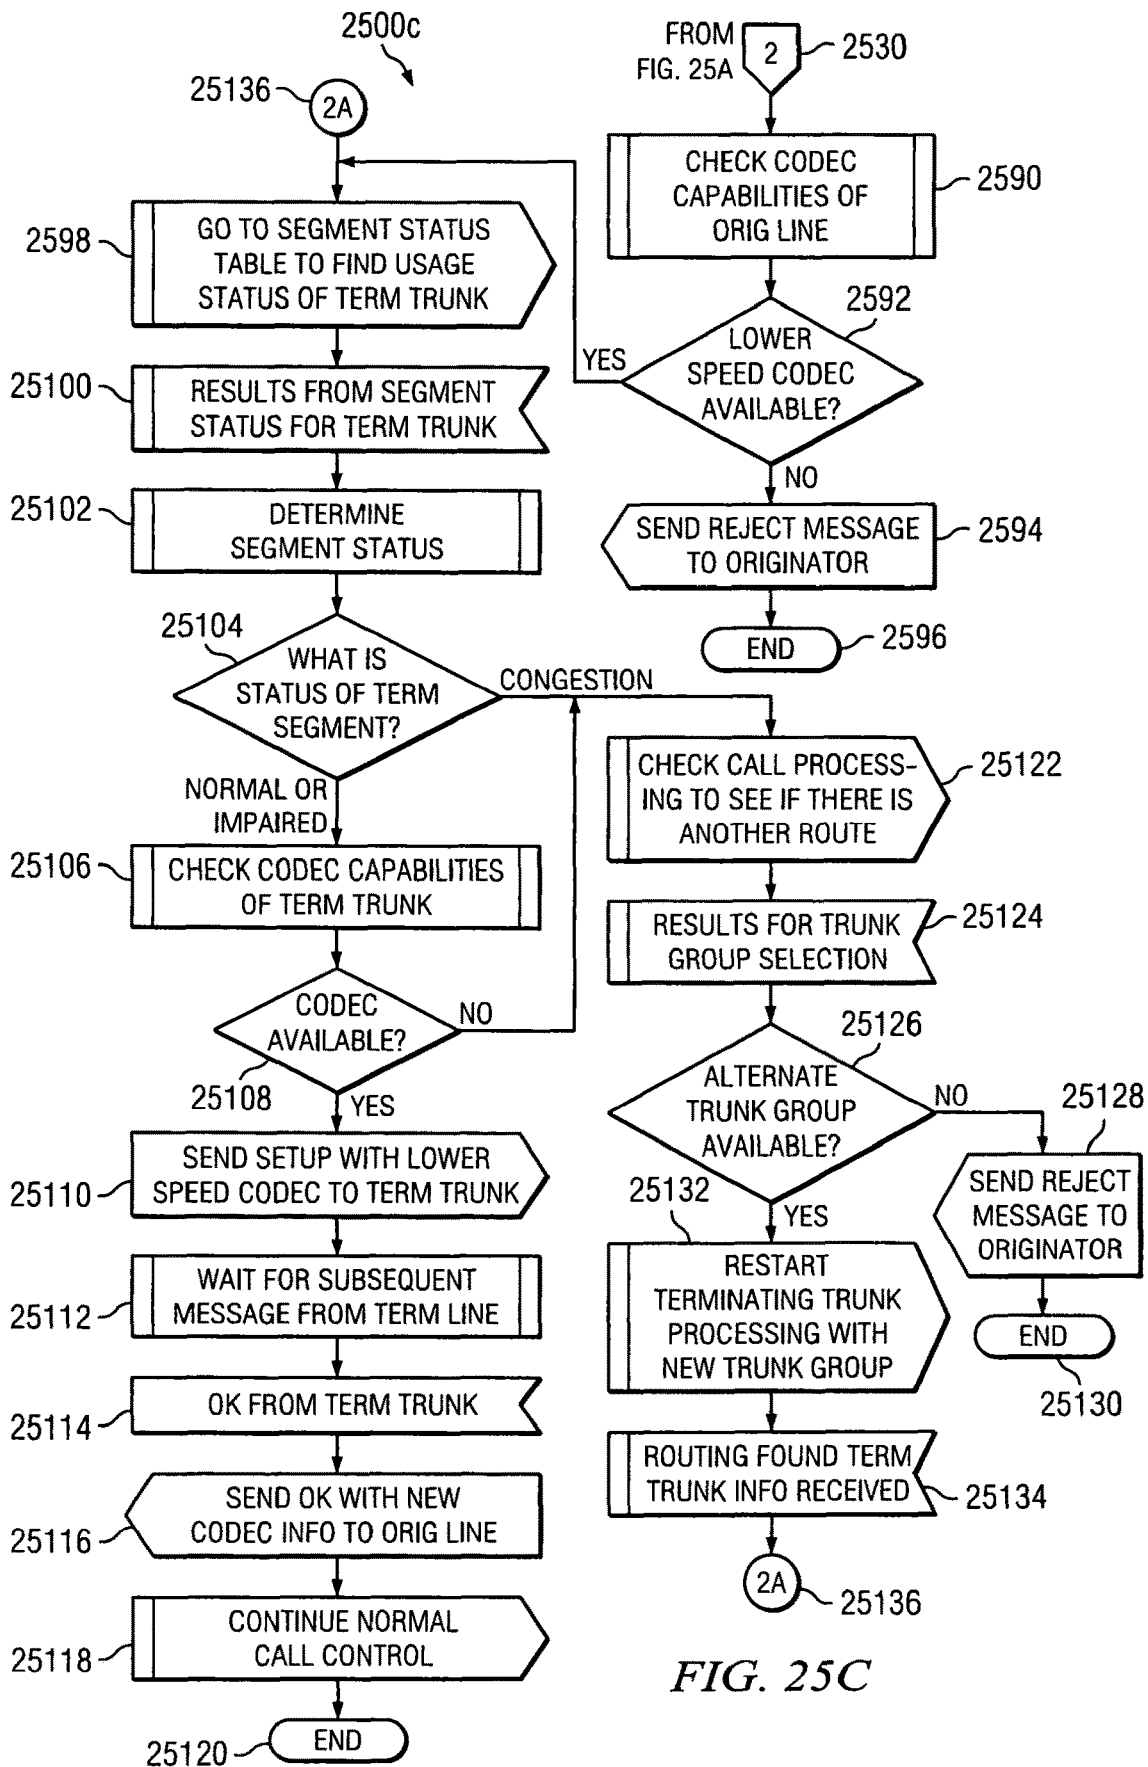 2500c
25136
2A
2598
GO TO SEGMENT STATUS
TABLE TO FIND USAGE
STATUS OF TERM TRUNK
25100
RESULTS FROM SEGMENT
STATUS FOR TERM TRUNK
25102
DETERMINE
SEGMENT STATUS
25104
WHAT IS
STATUS OF TERM
SEGMENT?
CONGESTION
NORMAL OR
IMPAIRED
25106
CHECK CODEC CAPABILITIES
OF TERM TRUNK
CODEC
AVAILABLE?
NO
25108
YES
25110
SEND SETUP WITH LOWER
SPEED CODEC TO TERM TRUNK
25112
WAIT FOR SUBSEQUENT
MESSAGE FROM TERM LINE
25114
OK FROM TERM TRUNK
25116
SEND OK WITH NEW
CODEC INFO TO ORIG LINE
25118
CONTINUE NORMAL
CALL CONTROL
25120
END
FROM
FIG. 25A
2
2530
CHECK CODEC
CAPABILITIES OF
ORIG LINE
2590
2592
LOWER
SPEED CODEC
AVAILABLE?
YES
NO
SEND REJECT MESSAGE
TO ORIGINATOR
2594
END
2596
CHECK CALL PROCESS-
ING TO SEE IF THERE IS
ANOTHER ROUTE
25122
RESULTS FOR TRUNK
GROUP SELECTION
25124
25126
ALTERNATE
TRUNK GROUP
AVAILABLE?
NO
25128
SEND REJECT
MESSAGE TO
ORIGINATOR
END
25130
25132
YES
RESTART
TERMINATING TRUNK
PROCESSING WITH
NEW TRUNK GROUP
ROUTING FOUND TERM
TRUNK INFO RECEIVED
25134
2A
25136
FIG. 25C